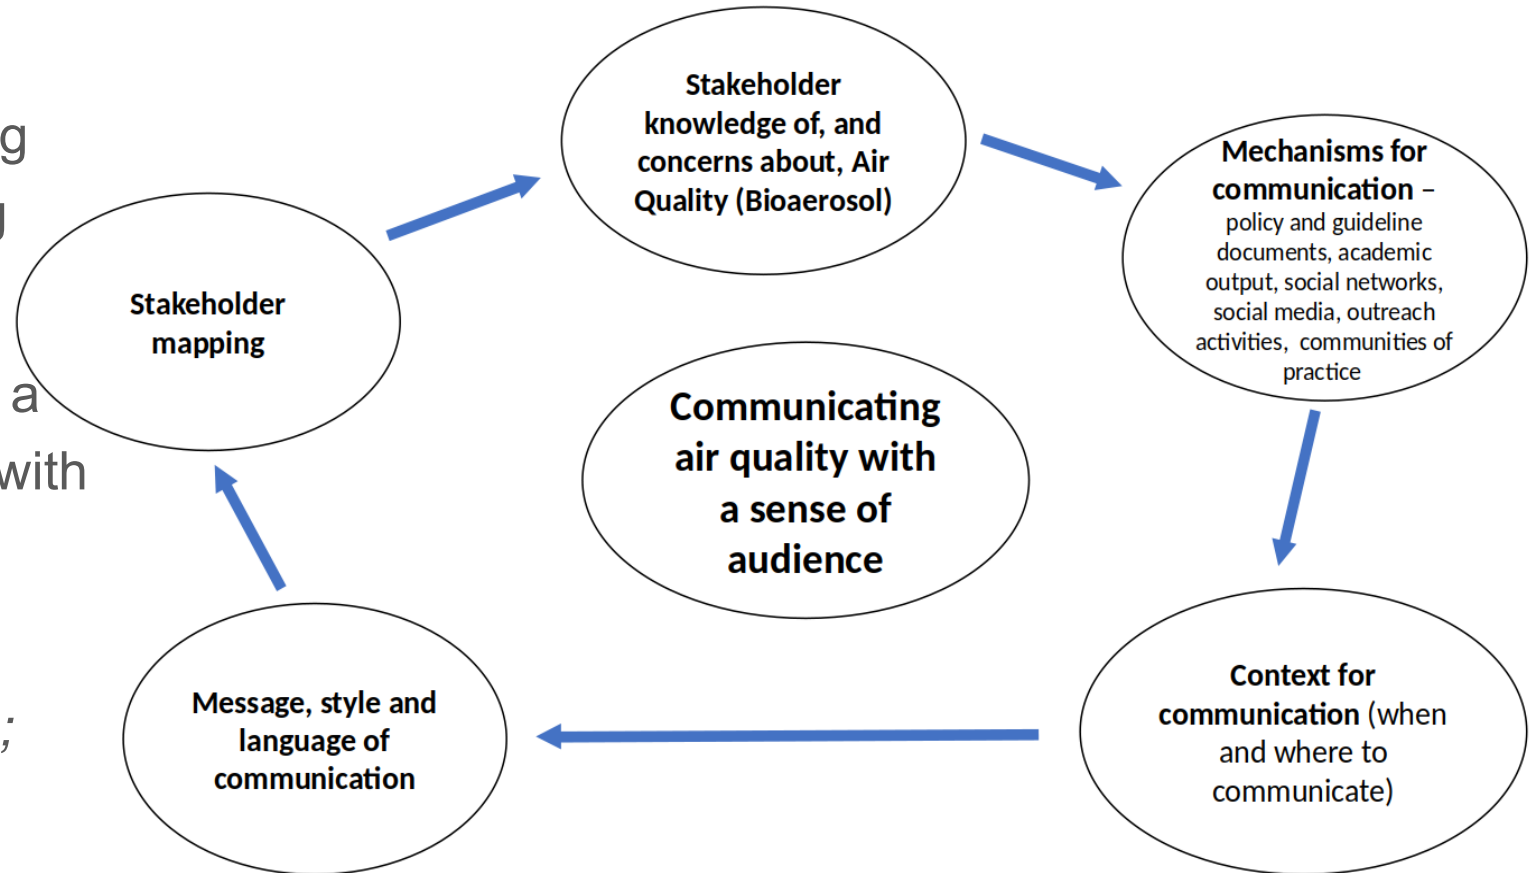 g
g
a
with
;
Stakeholder
mapping
Stakeholder
knowledge of, and
concerns about, Air
Quality (Bioaerosol)
Mechanisms for
communication –
policy and guideline
documents, academic
output, social networks,
social media, outreach
activities,  communities of
practice
Communicating
air quality with
a sense of
audience
Context for
communication (when
and where to
communicate)
Message, style and
language of
communication